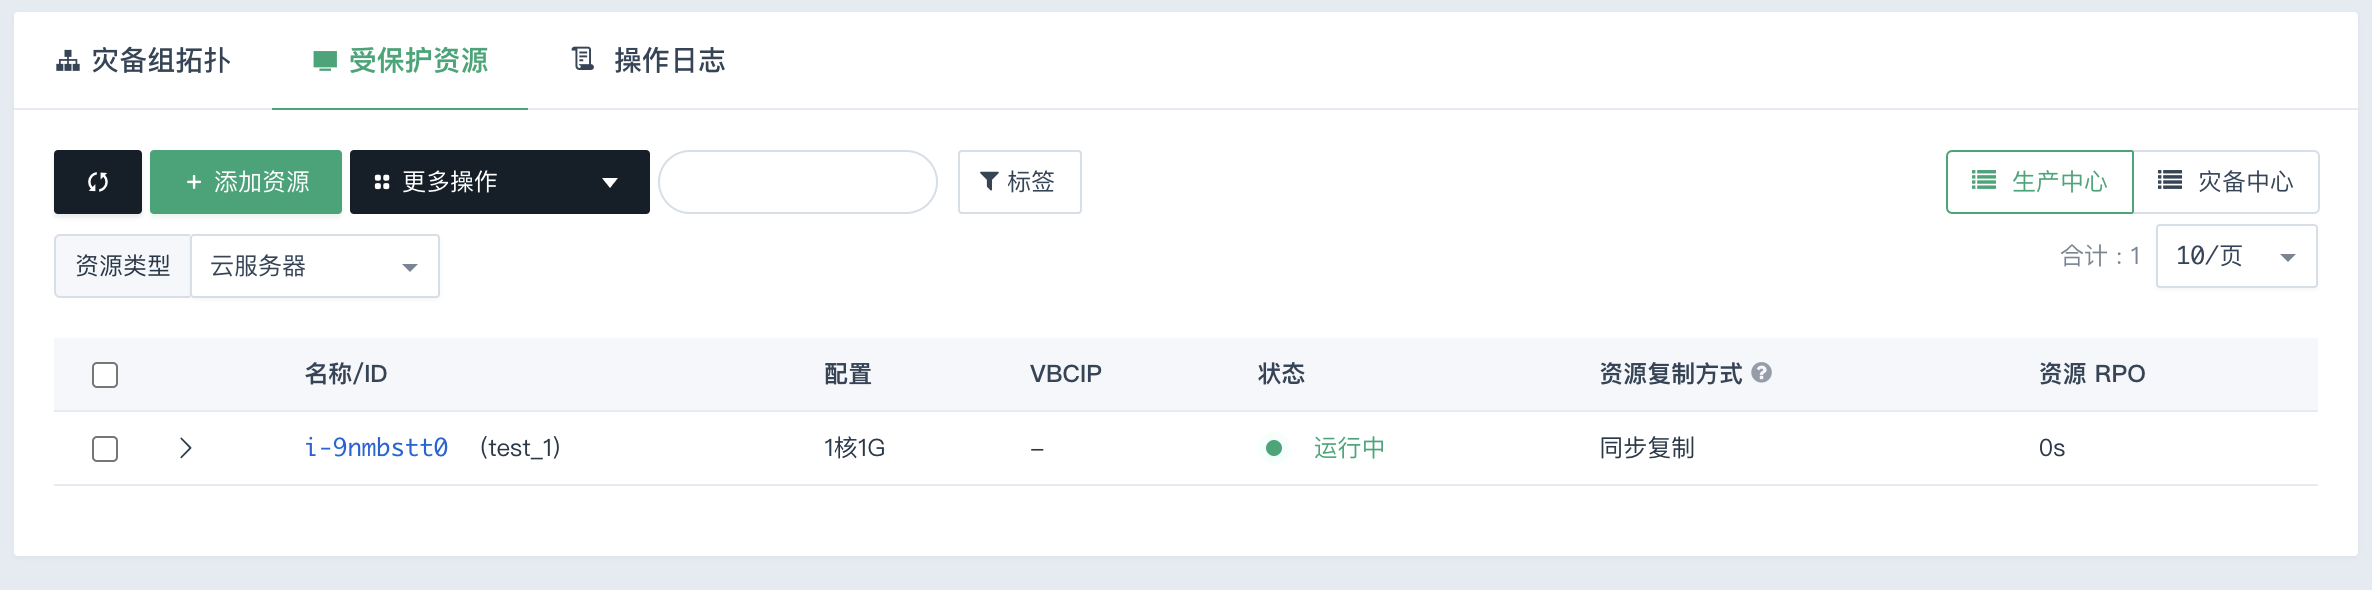 灾备组拓扑 受保护资源 操作日志
+ 添加资源 更多操作 标签 生产中心 灾备中心
资源类型 云服务器 合计：1 10/页
名称/ID 配置 VBCIP 状态 资源复制方式 资源 RPO
i-9nmbstt0 (test_1) 1核1G – 运行中 同步复制 0s